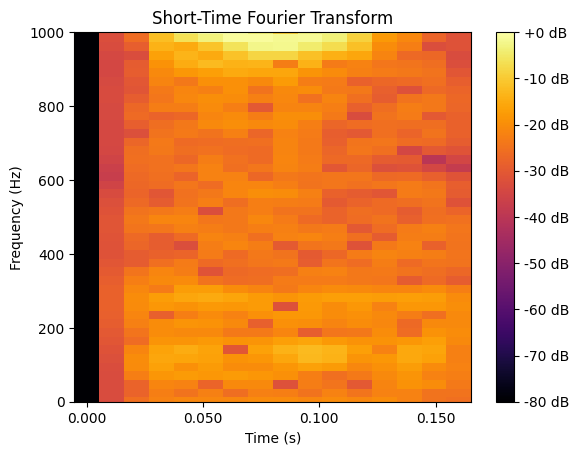 Short-Time Fourier Transform
1000
800
600
400
200
0
Frequency (Hz)
0.000
0.050
0.100
0.150
Time (s)
+0 dB
-10 dB
-20 dB
-30 dB
-40 dB
-50 dB
-60 dB
-70 dB
-80 dB